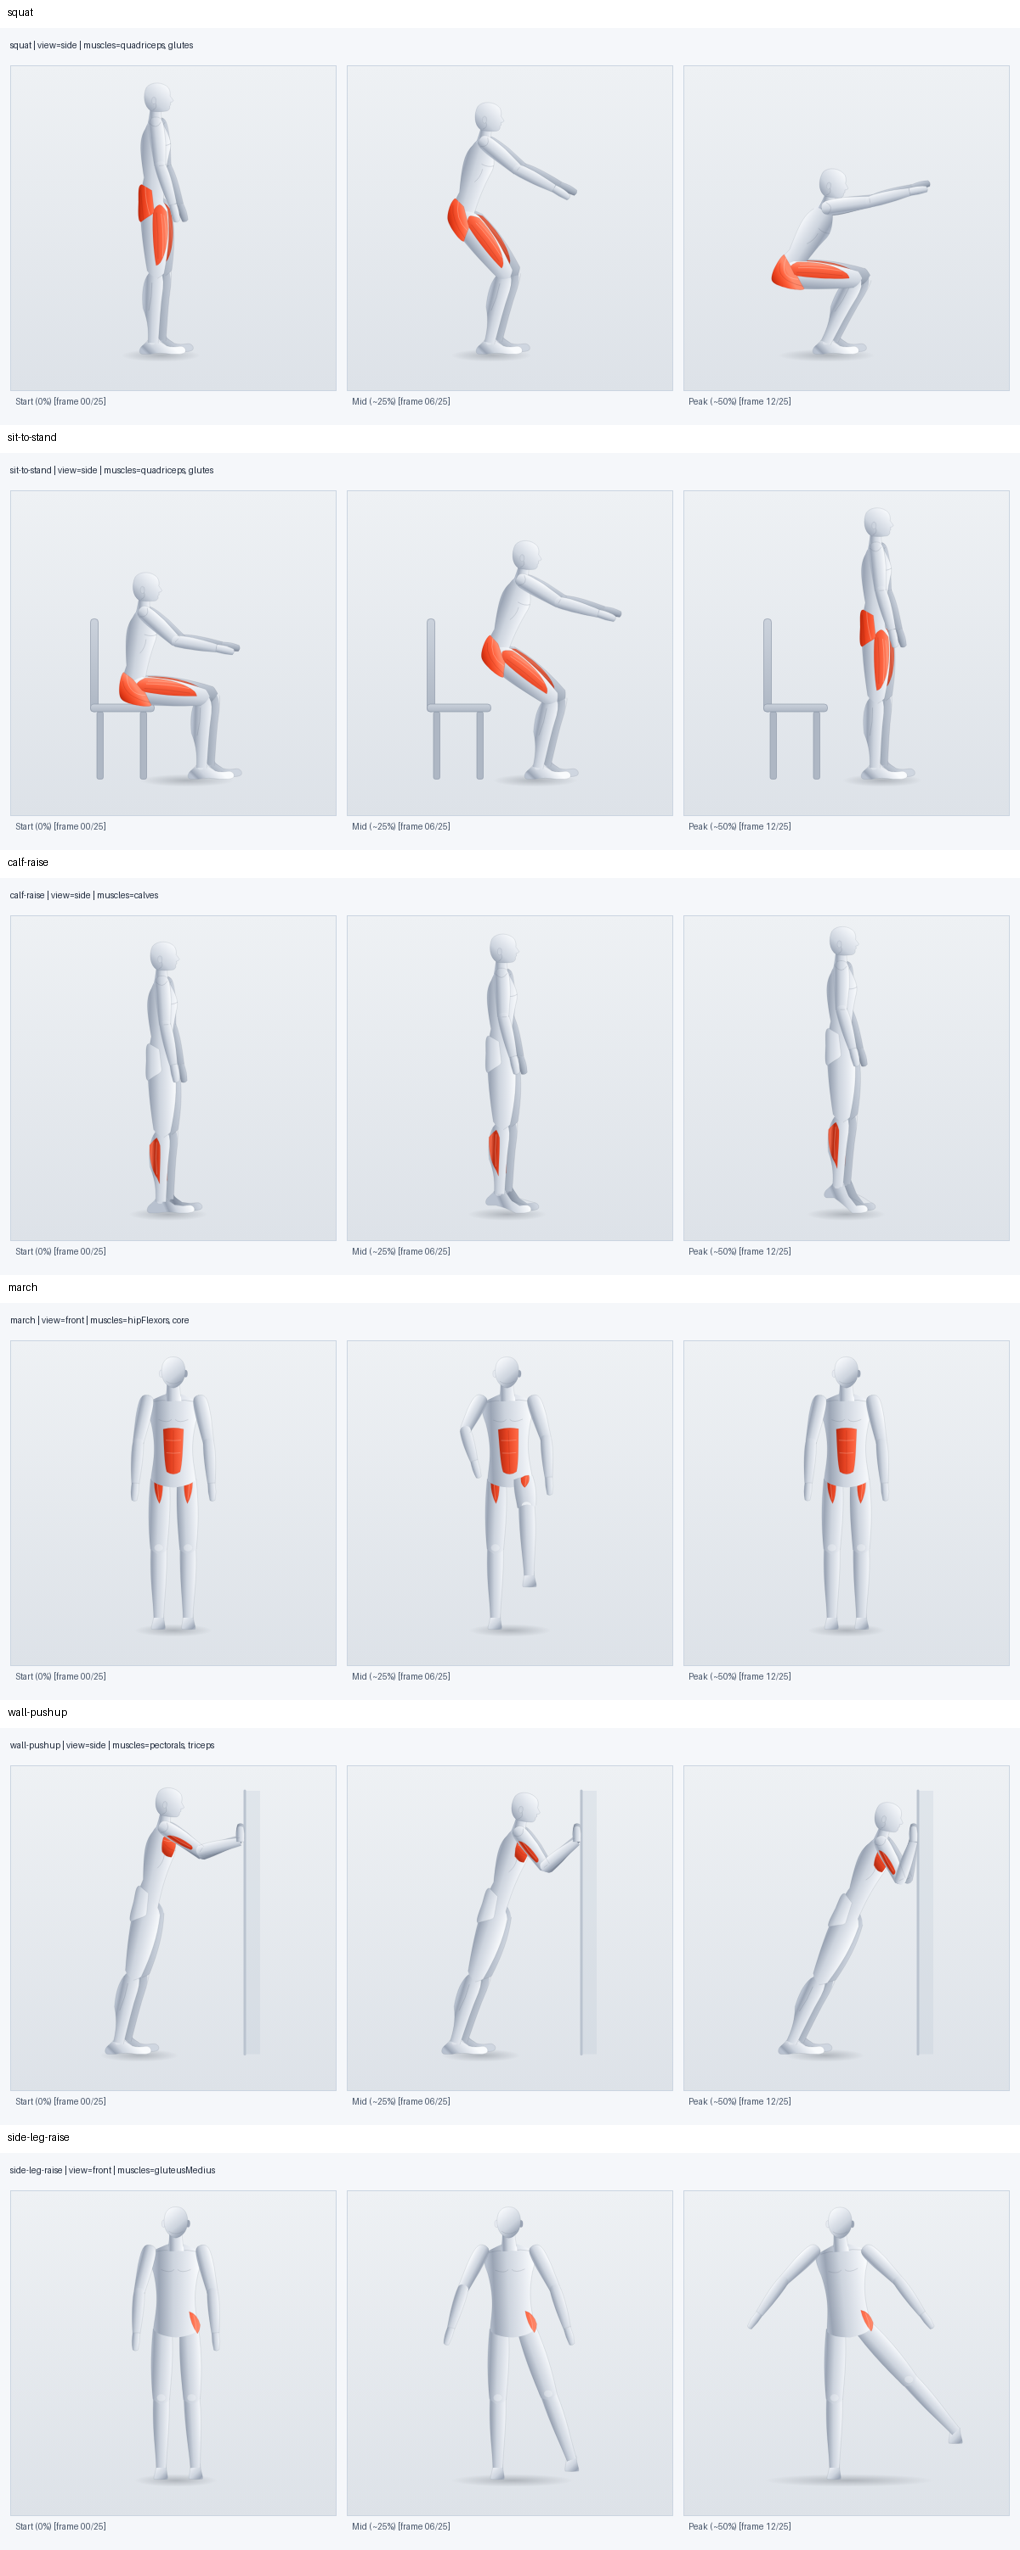 squat
squat | view=side | muscles=quadriceps, glutes
Start (0%) [frame 00/25]
Mid (~25%) [frame 06/25]
Peak (~50%) [frame 12/25]
sit-to-stand
sit-to-stand | view=side | muscles=quadriceps, glutes
Start (0%) [frame 00/25]
Mid (~25%) [frame 06/25]
Peak (~50%) [frame 12/25]
calf-raise
calf-raise | view=side | muscles=calves
Start (0%) [frame 00/25]
Mid (~25%) [frame 06/25]
Peak (~50%) [frame 12/25]
march
march | view=front | muscles=hipFlexors, core
Start (0%) [frame 00/25]
Mid (~25%) [frame 06/25]
Peak (~50%) [frame 12/25]
wall-pushup
wall-pushup | view=side | muscles=pectorals, triceps
Start (0%) [frame 00/25]
Mid (~25%) [frame 06/25]
Peak (~50%) [frame 12/25]
side-leg-raise
side-leg-raise | view=front | muscles=gluteusMedius
Start (0%) [frame 00/25]
Mid (~25%) [frame 06/25]
Peak (~50%) [frame 12/25]